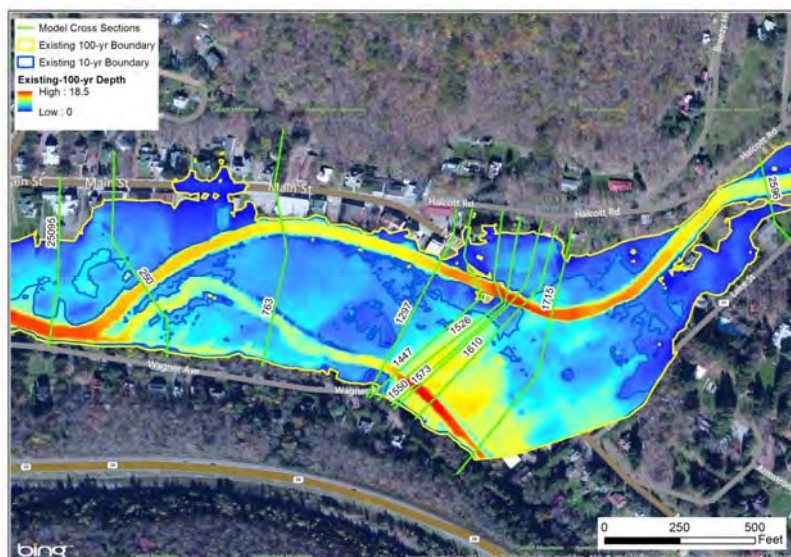 Model Cross Sections
Existing 100-yr Boundary
Existing 10-yr Boundary
Existing-100-yr Depth
High : 18.5
Low : 0
Main St
Main St
Halcott Rd
Halcott Rd
Halcott Rd
25095
250
763
1297
1447
1526
1550
1573
1610
1715
2596
Wagner Ave
Wagner
0 250 500
Feet
bing